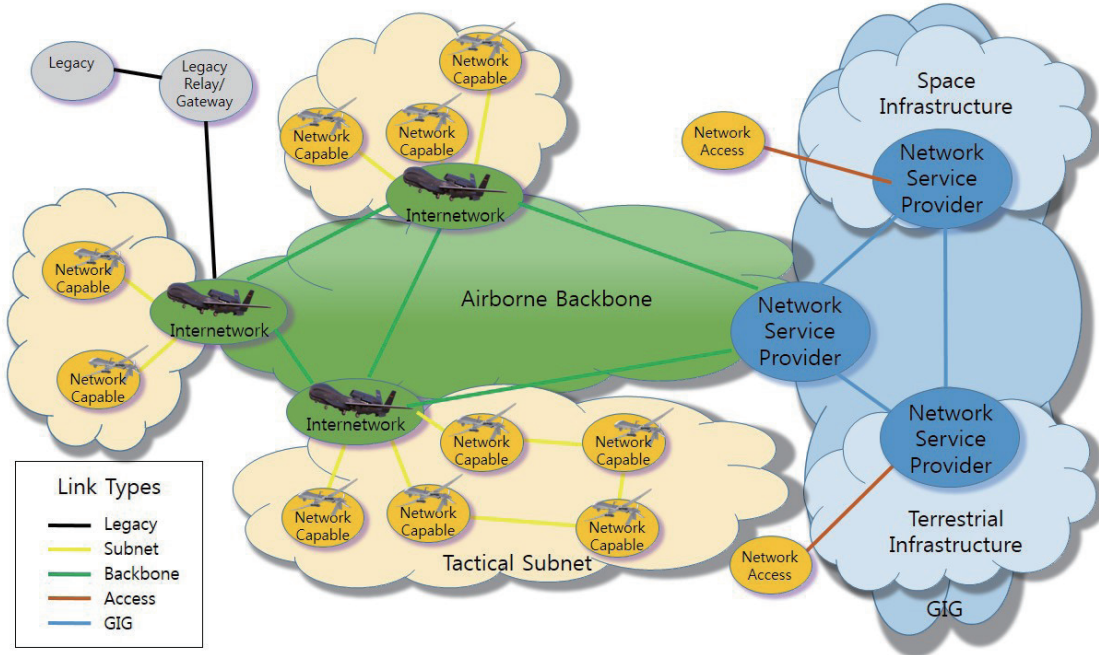 Legacy
Legacy
Relay/
Gateway
Network
Capable
Network
Capable
Network
Capable
Internetwork
Network
Access
Space
Infrastructure
Network
Service
Provider
Network
Capable
Network
Capable
Internetwork
Airborne Backbone
Network
Service
Provider
Internetwork
Network
Capable
Network
Capable
Network
Capable
Network
Capable
Network
Capable
Tactical Subnet
Network
Service
Provider
Terrestrial
Infrastructure
Network
Access
GIG
Link Types
Legacy
Subnet
Backbone
Access
GIG